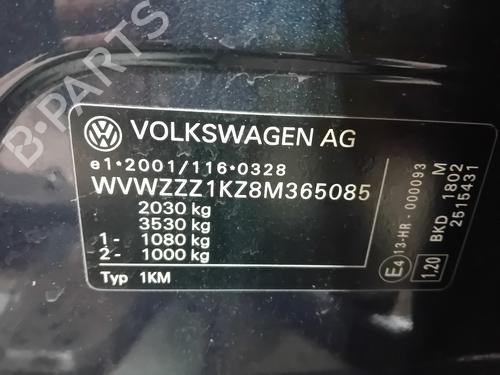 B-PARTS
VOLKSWAGEN AG
e1*2001/116*0328
WVWZZZ1KZ8M365085
2030 kg
3530 kg
1- 1080 kg
2- 1000 kg
Typ 1KM
E4 13-HR - 000093
1.20 BKD 1802 M
2515431